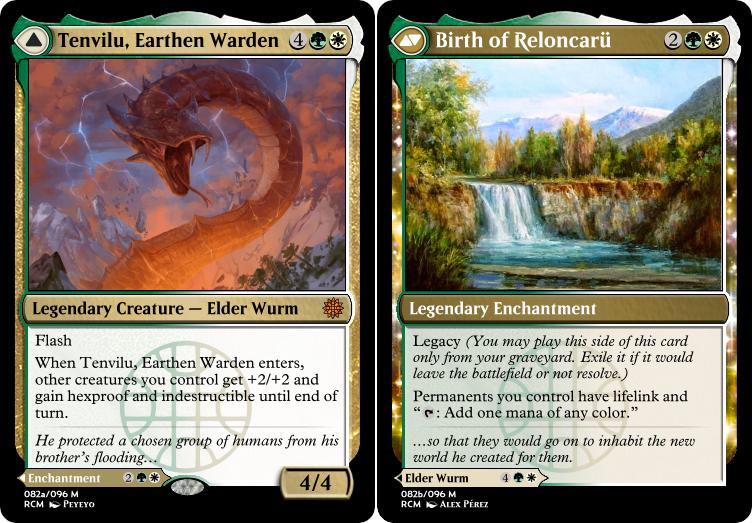 Tenvilu, Earthen Warden 4
Legendary Creature — Elder Wurm
Flash
When Tenvilu, Earthen Warden enters,
other creatures you control get +2/+2 and
gain hexproof and indestructible until end of
turn.
He protected a chosen group of humans from his
brother's flooding…
Enchantment 2
4/4
082a/096 M
RCM Peyeyo
Birth of Reloncarü 2
Legendary Enchantment
Legacy (You may play this side of this card
only from your graveyard. Exile it if it would
leave the battlefield or not resolve.)
Permanents you control have lifelink and
“: Add one mana of any color.”
…so that they would go on to inhabit the new
world he created for them.
Elder Wurm 4
082b/096 M
RCM Alex Pérez